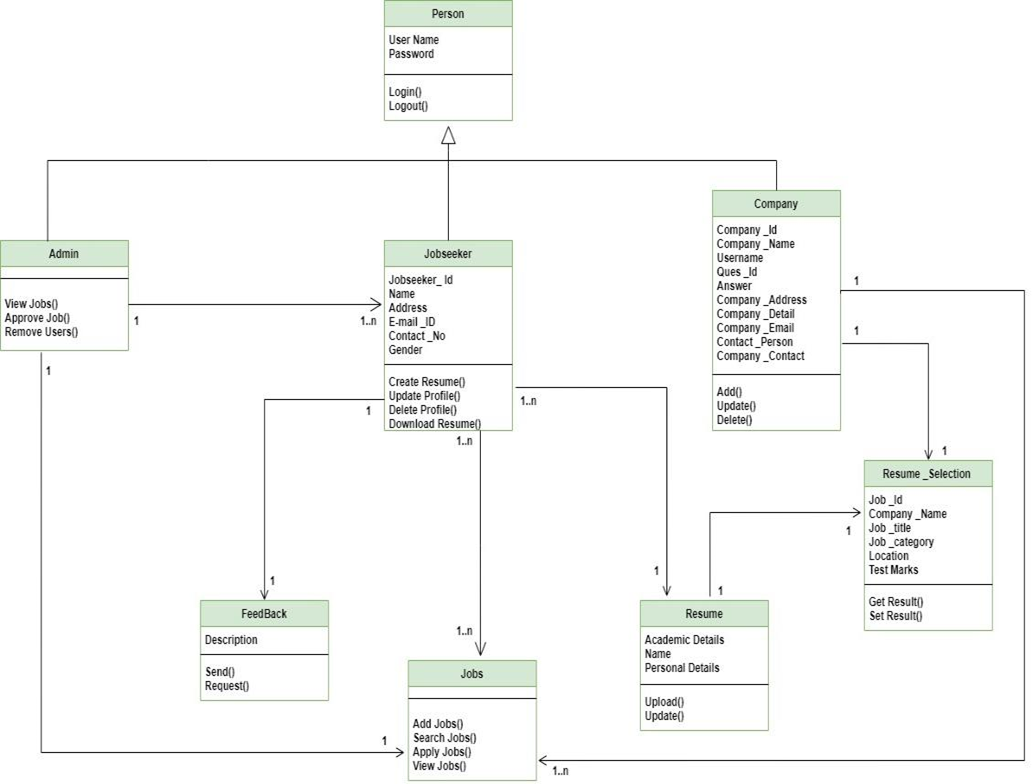 Person
User Name
Password
Login()
Logout()
Admin
View Jobs()
Approve Job()
Remove Users()
Jobseeker
Jobseeker_ Id
Name
Address
E-mail _ID
Contact _No
Gender
Create Resume()
Update Profile()
Delete Profile()
Download Resume()
Company
Company _Id
Company _Name
Username
Ques _Id
Answer
Company _Address
Company _Detail
Company _Email
Contact _Person
Company _Contact
Add()
Update()
Delete()
1
1..n
1
1
1..n
1..n
1
1
1
Resume _Selection
Job _Id
Company _Name
Job _title
Job _category
Location
Test Marks
Get Result()
Set Result()
1
1
1
1
FeedBack
Description
Send()
Request()
1..n
Jobs
Add Jobs()
Search Jobs()
Apply Jobs()
View Jobs()
Resume
Academic Details
Name
Personal Details
Upload()
Update()
1
1..n